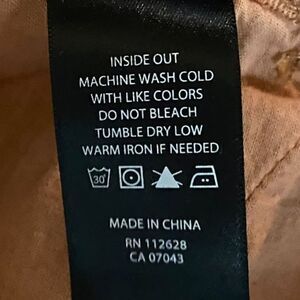 INSIDE OUT
MACHINE WASH COLD
WITH LIKE COLORS
DO NOT BLEACH
TUMBLE DRY LOW
WARM IRON IF NEEDED
30°
MADE IN CHINA
RN 112628
CA 07043